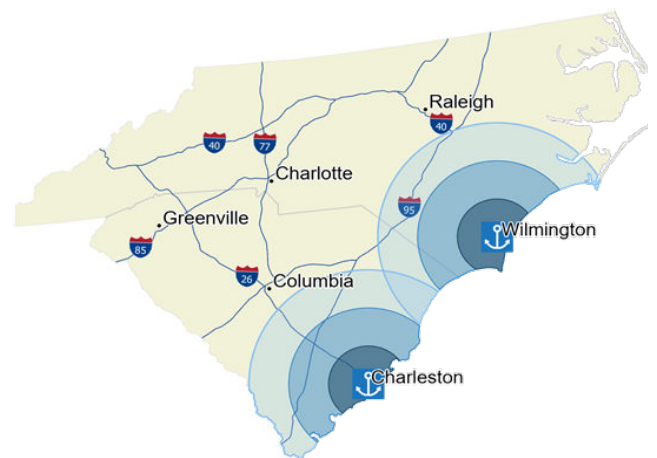 Raleigh
40
40
77
Charlotte
95
Greenville
Wilmington
85
26
Columbia
Charleston